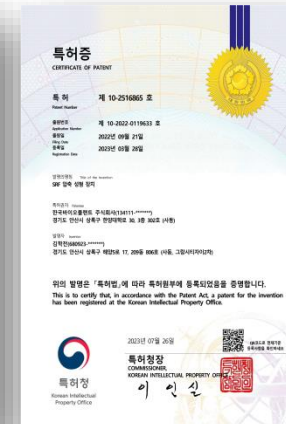 특허증
CERTIFICATE OF PATENT
특 허 제 10-2516865 호
Patent Number
출원번호 제 10-2022-0119633 호
Application Number
출원일 2022년 09월 21일
Filing Date
등록일 2023년 03월 28일
Registration Date
발명의명칭 Title of the Invention
SRF 압축 성형 장치
특허권자 Patentee
한국바이오플랜트 주식회사(134111-*******)
경기도 안산시 상록구 한양대학로 30, 3층 302호 (사동)
발명자 Inventor
김학천(680923-*******)
경기도 안산시 상록구 해양5로 17, 209동 806호 (사동, 그랑시티자이2차)
위의 발명은 「특허법」에 따라 특허원부에 등록되었음을 증명합니다.
This is to certify that, in accordance with the Patent Act, a patent for the invention
has been registered at the Korean Intellectual Property Office.
2023년 07월 26일
특허청장
COMMISSIONER,
KOREAN INTELLECTUAL PROPERTY OFFICE
이 인 실
특허청
Korean Intellectual
Property Office